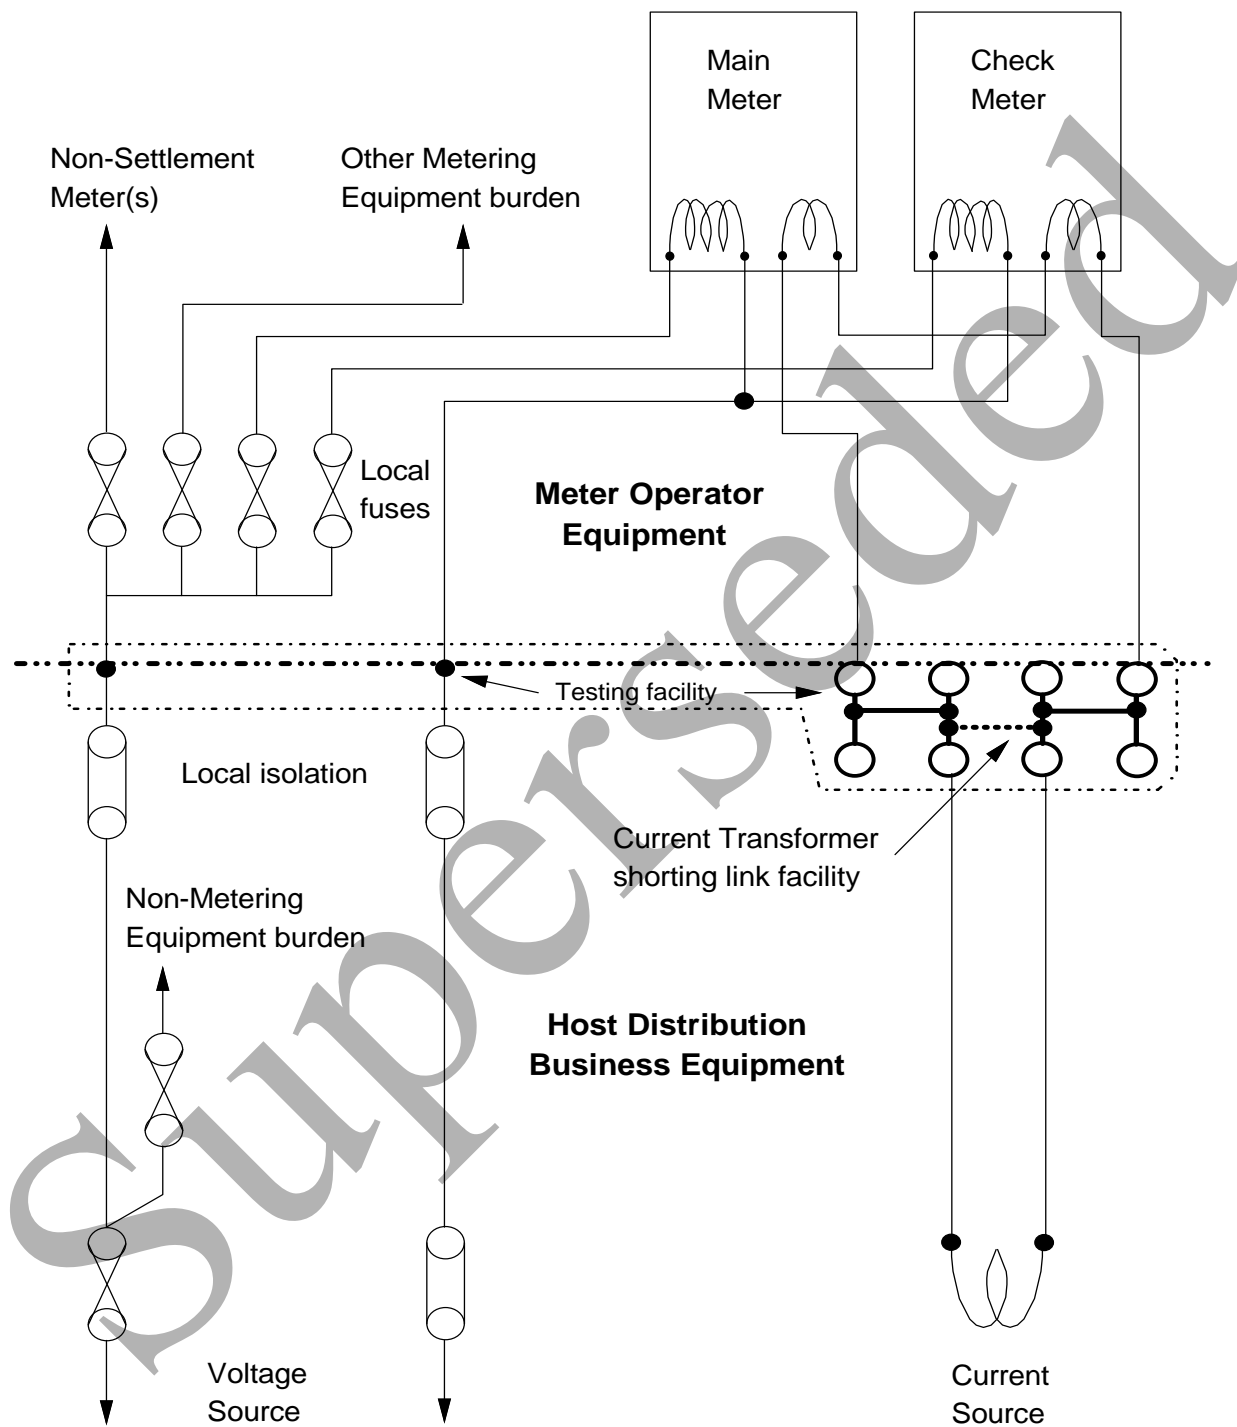 Main
Meter
Check
Meter
Non-Settlement
Meter(s)
Other Metering
Equipment burden
Local
fuses
Meter Operator
Equipment
Testing facility
Local isolation
Current Transformer
shorting link facility
Non-Metering
Equipment burden
Host Distribution
Business Equipment
Voltage
Source
Current
Source
Superseded